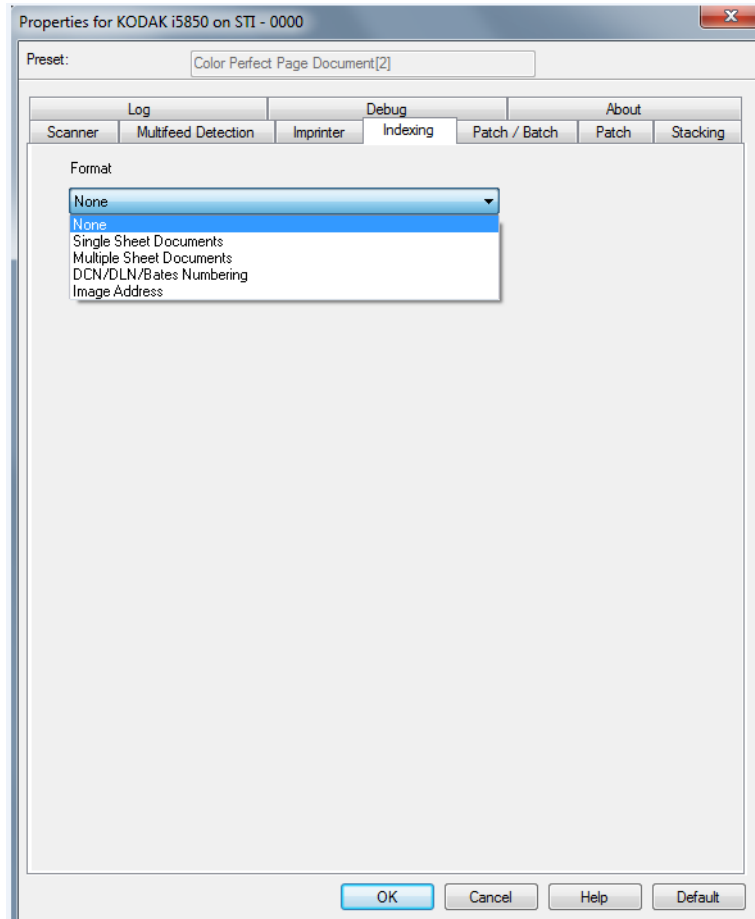 Properties for KODAK i5850 on STI - 0000
Preset: Color Perfect Page Document[2]
Log Debug About
Scanner Multifeed Detection Imprinter Indexing Patch / Batch Patch Stacking
Format
None
None
Single Sheet Documents
Multiple Sheet Documents
DCN/DLN/Bates Numbering
Image Address
OK Cancel Help Default